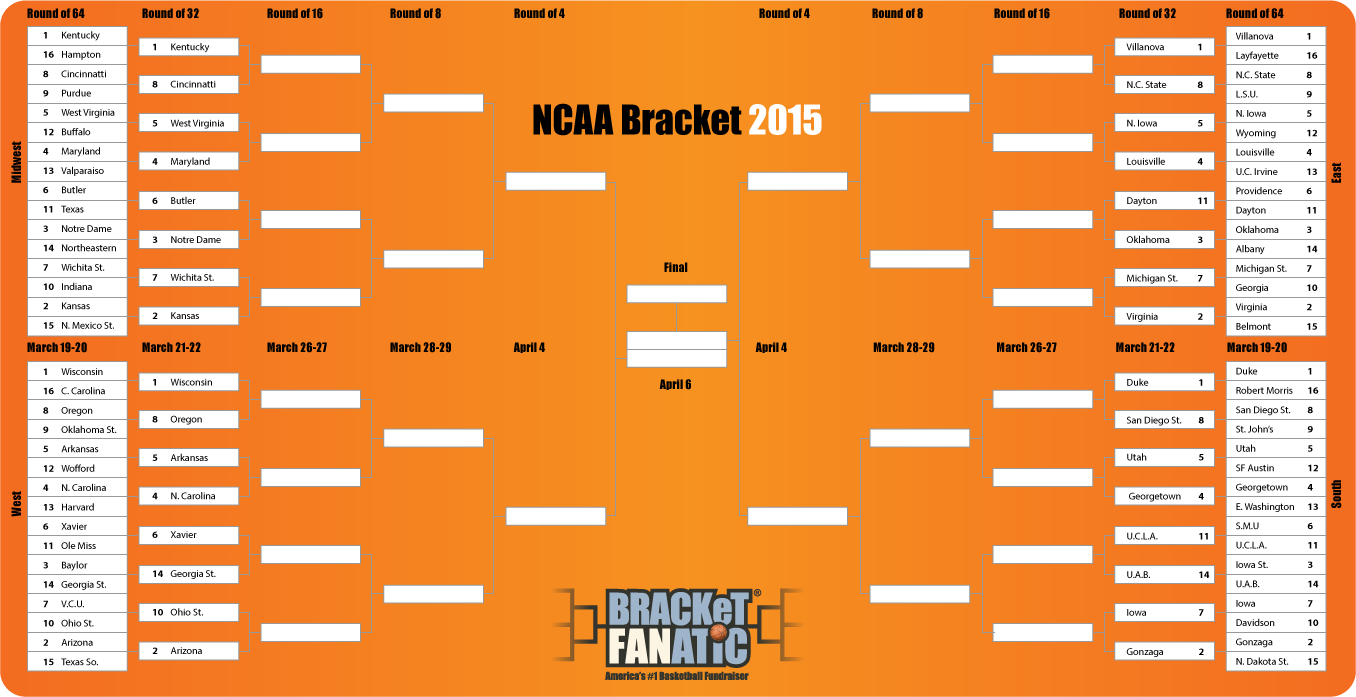 Round of 64 Round of 32 Round of 16 Round of 8 Round of 4 Round of 4 Round of 8 Round of 16 Round of 32 Round of 64
NCAA Bracket 2015
Midwest
1 Kentucky
16 Hampton
8 Cincinnatti
9 Purdue
5 West Virginia
12 Buffalo
4 Maryland
13 Valparaiso
6 Butler
11 Texas
3 Notre Dame
14 Northeastern
7 Wichita St.
10 Indiana
2 Kansas
15 N. Mexico St.
1 Kentucky
8 Cincinnatti
5 West Virginia
4 Maryland
6 Butler
3 Notre Dame
7 Wichita St.
2 Kansas
Final
Villanova 1
N.C. State 8
N. Iowa 5
Louisville 4
Dayton 11
Oklahoma 3
Michigan St. 7
Virginia 2
Villanova 1
Layfayette 16
N.C. State 8
L.S.U. 9
N. Iowa 5
Wyoming 12
Louisville 4
U.C. Irvine 13
Providence 6
Dayton 11
Oklahoma 3
Albany 14
Michigan St. 7
Georgia 10
Virginia 2
Belmont 15
East
March 19-20 March 21-22 March 26-27 March 28-29 April 4 April 4 March 28-29 March 26-27 March 21-22 March 19-20
April 6
West
1 Wisconsin
16 C. Carolina
8 Oregon
9 Oklahoma St.
5 Arkansas
12 Wofford
4 N. Carolina
13 Harvard
6 Xavier
11 Ole Miss
3 Baylor
14 Georgia St.
7 V.C.U.
10 Ohio St.
2 Arizona
15 Texas So.
1 Wisconsin
8 Oregon
5 Arkansas
4 N. Carolina
6 Xavier
14 Georgia St.
10 Ohio St.
2 Arizona
Duke 1
San Diego St. 8
Utah 5
Georgetown 4
U.C.L.A. 11
U.A.B. 14
Iowa 7
Gonzaga 2
Duke 1
Robert Morris 16
San Diego St. 8
St. John's 9
Utah 5
SF Austin 12
Georgetown 4
E. Washington 13
S.M.U 6
U.C.L.A. 11
Iowa St. 3
U.A.B. 14
Iowa 7
Davidson 10
Gonzaga 2
N. Dakota St. 15
South
BRACKeT®
FANATiC
America's #1 Basketball Fundraiser